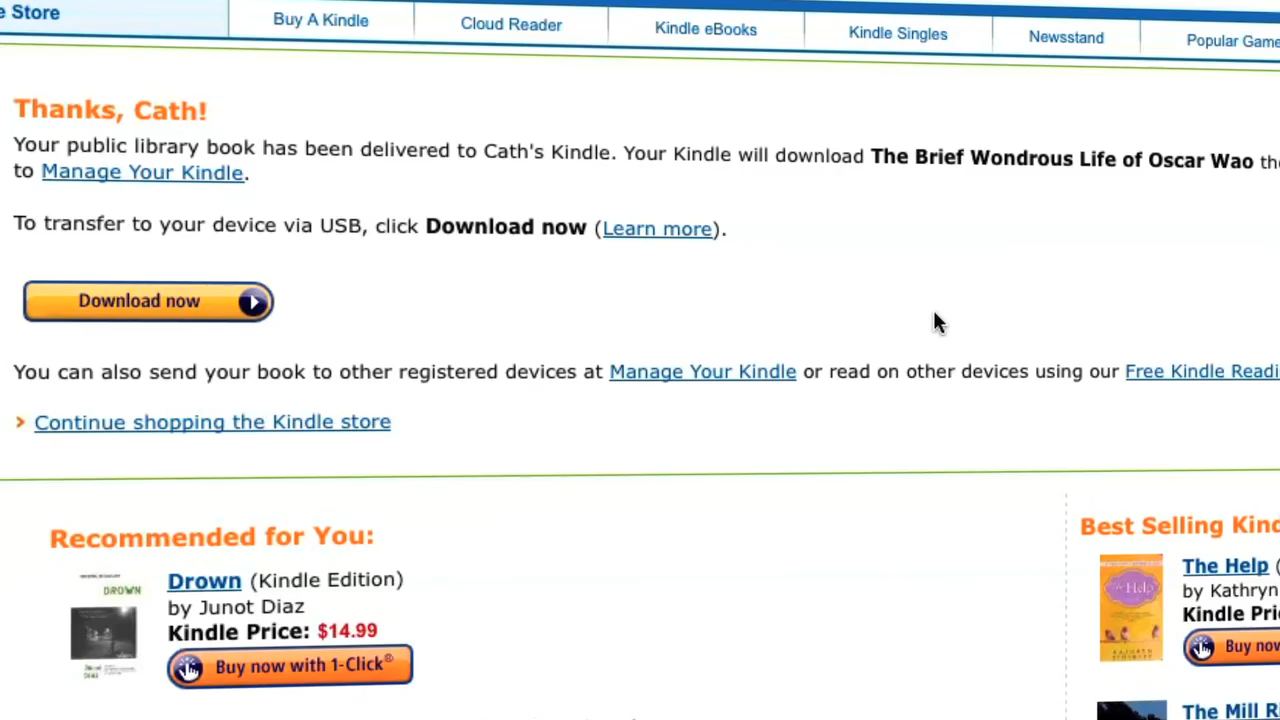 e Store
Buy A Kindle
Cloud Reader
Kindle eBooks
Kindle Singles
Newsstand
Popular Game
Thanks, Cath!
Your public library book has been delivered to Cath's Kindle. Your Kindle will download The Brief Wondrous Life of Oscar Wao the
to Manage Your Kindle.
To transfer to your device via USB, click Download now (Learn more).
Download now
You can also send your book to other registered devices at Manage Your Kindle or read on other devices using our Free Kindle Readi
> Continue shopping the Kindle store
Recommended for You:
DROWN
Drown (Kindle Edition)
by Junot Diaz
Kindle Price: $14.99
Buy now with 1-Click®
Best Selling Kind
The Help
The Help (
by Kathryn
Kindle Pri
Buy now
The Mill R